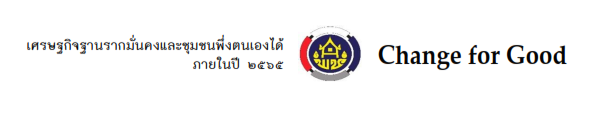 เศรษฐกิจฐานรากมั่นคงและชุมชนพึ่งตนเองได้
ภายในปี ๒๕๖๕
พช
Change for Good